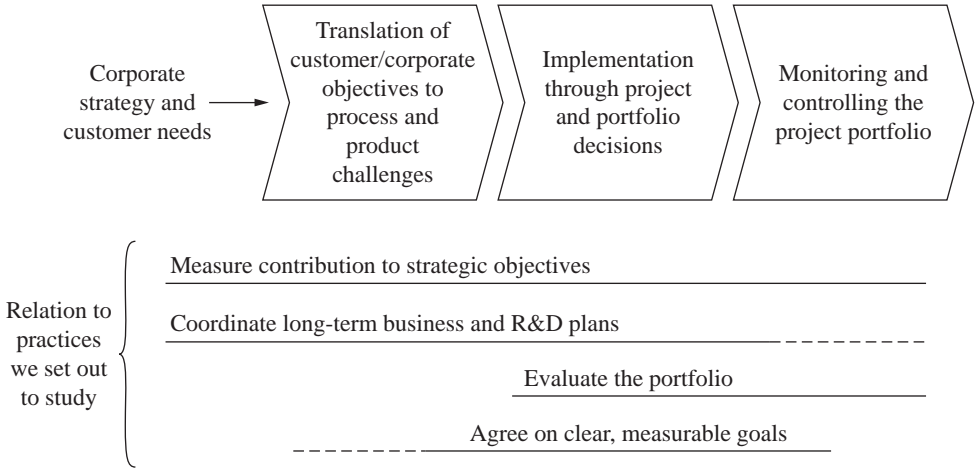 Corporate
strategy and
customer needs
Translation of
customer/corporate
objectives to
process and
product
challenges
Implementation
through project
and portfolio
decisions
Monitoring and
controlling the
project portfolio
Relation to
practices
we set out
to study
Measure contribution to strategic objectives
Coordinate long-term business and R&D plans
Evaluate the portfolio
Agree on clear, measurable goals